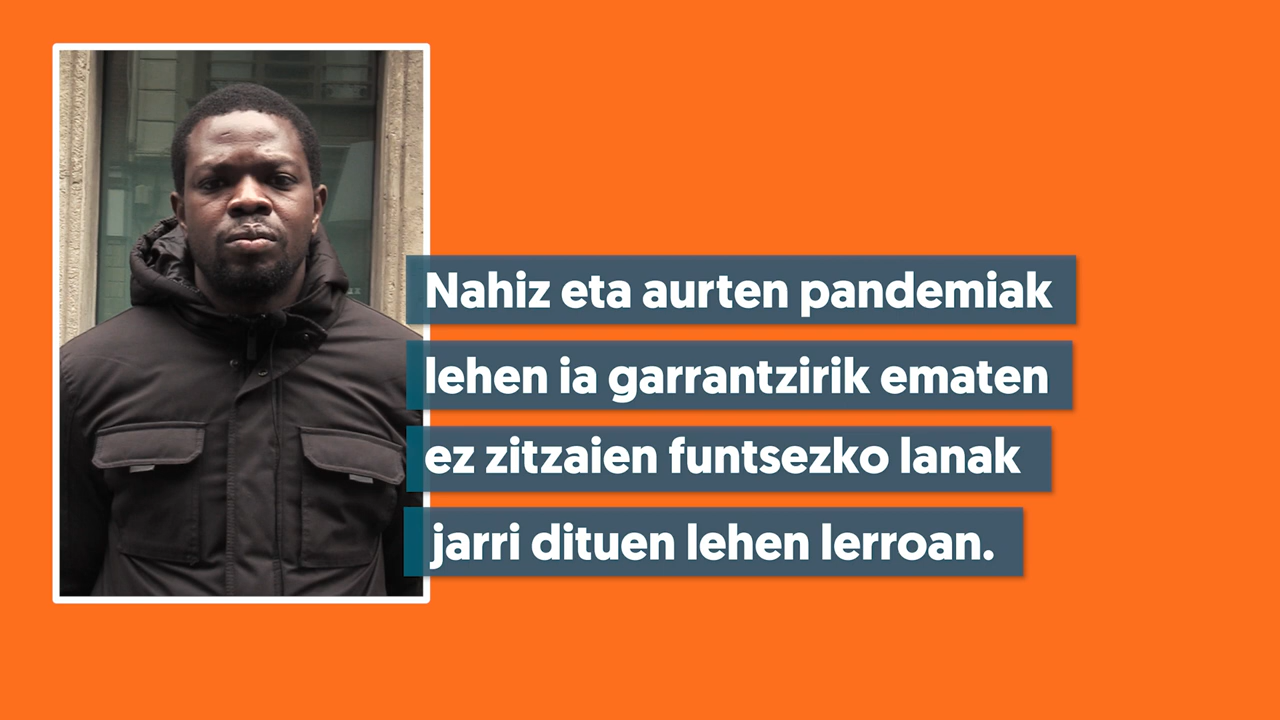 Nahiz eta aurten pandemiak
lehen ia garrantzirik ematen
ez zitzaien funtsezko lanak
jarri dituen lehen lerroan.